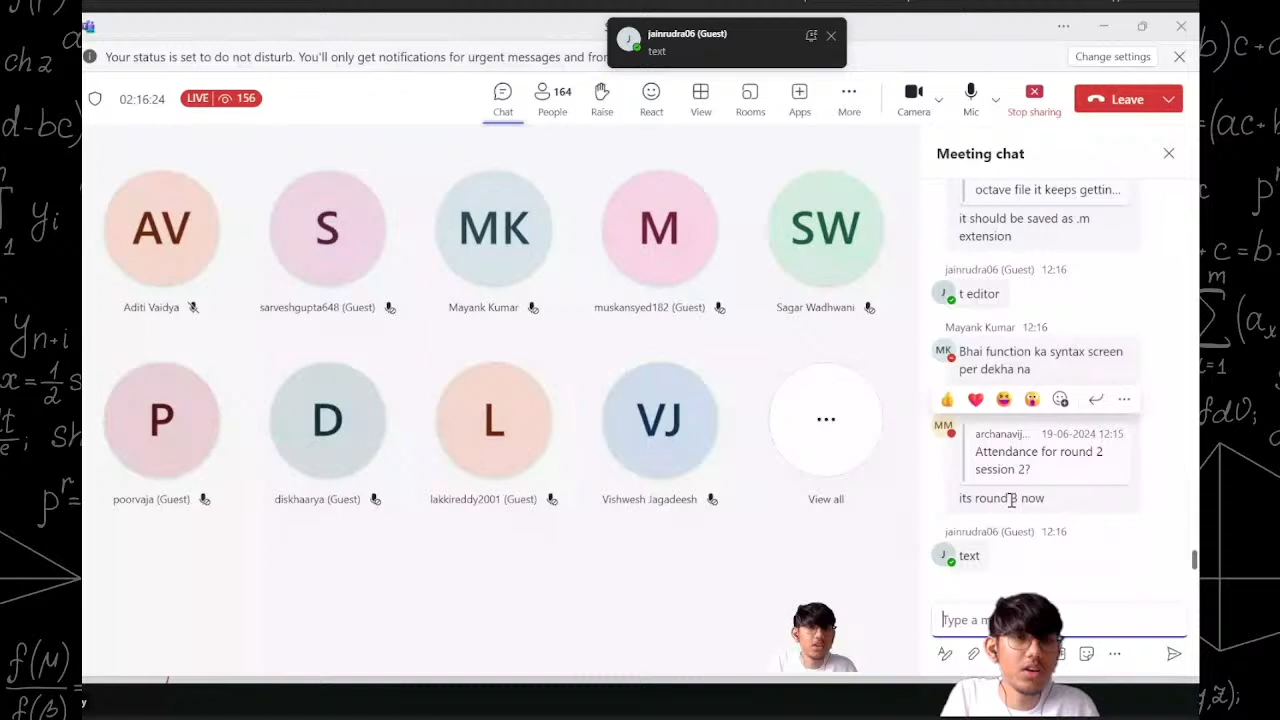 jainrudra06 (Guest)
text
Your status is set to do not disturb. You'll only get notifications for urgent messages and from
Change settings
02:16:24
LIVE 156
Chat
164
People
Raise
React
View
Rooms
Apps
More
Camera
Mic
Stop sharing
Leave
AV
Aditi Vaidya
S
sarveshgupta648 (Guest)
MK
Mayank Kumar
M
muskansyed182 (Guest)
SW
Sagar Wadhwani
P
poorvaja (Guest)
D
diskhaarya (Guest)
L
lakkireddy2001 (Guest)
VJ
Vishwesh Jagadeesh
...
View all
Meeting chat
octave file it keeps gettin...
it should be saved as .m
extension
jainrudra06 (Guest) 12:16
J
t editor
Mayank Kumar 12:16
MK
Bhai function ka syntax screen
per dekha na
MM
archanavij... 19-06-2024 12:15
Attendance for round 2
session 2?
its round 3 now
jainrudra06 (Guest) 12:16
J
text
Type a m